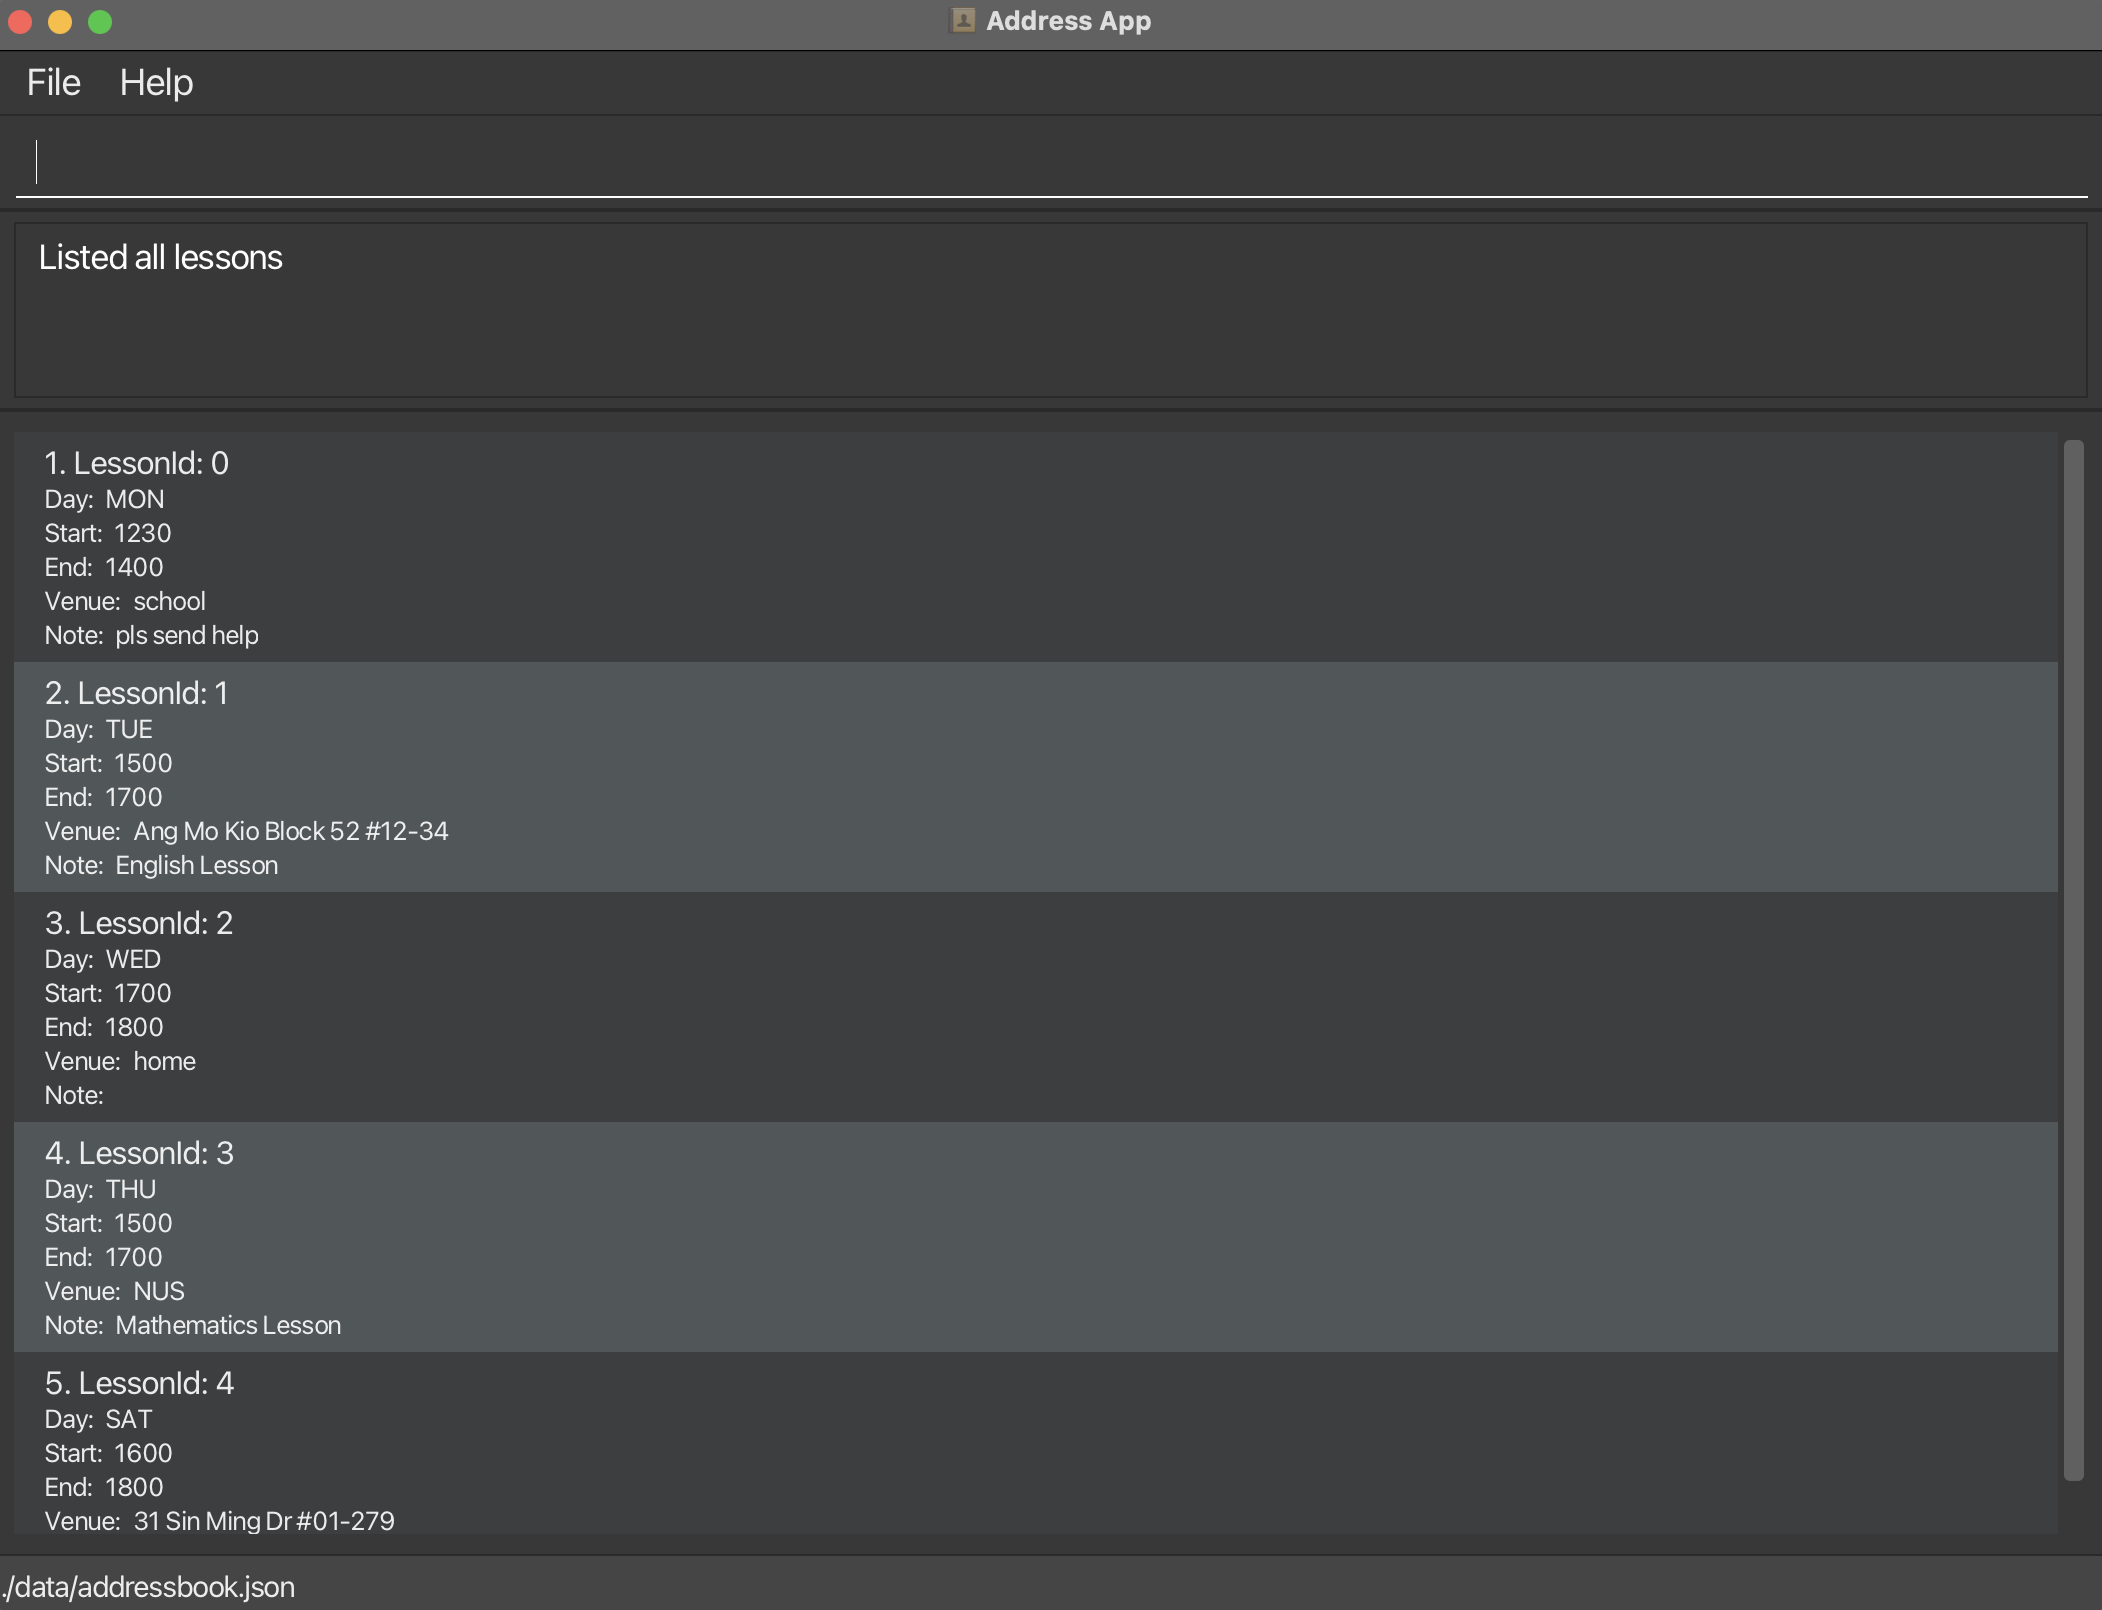 Address App
File Help
Listed all lessons
1. LessonId: 0
Day: MON
Start: 1230
End: 1400
Venue: school
Note: pls send help
2. LessonId: 1
Day: TUE
Start: 1500
End: 1700
Venue: Ang Mo Kio Block 52 #12-34
Note: English Lesson
3. LessonId: 2
Day: WED
Start: 1700
End: 1800
Venue: home
Note:
4. LessonId: 3
Day: THU
Start: 1500
End: 1700
Venue: NUS
Note: Mathematics Lesson
5. LessonId: 4
Day: SAT
Start: 1600
End: 1800
Venue: 31 Sin Ming Dr #01-279
./data/addressbook.json